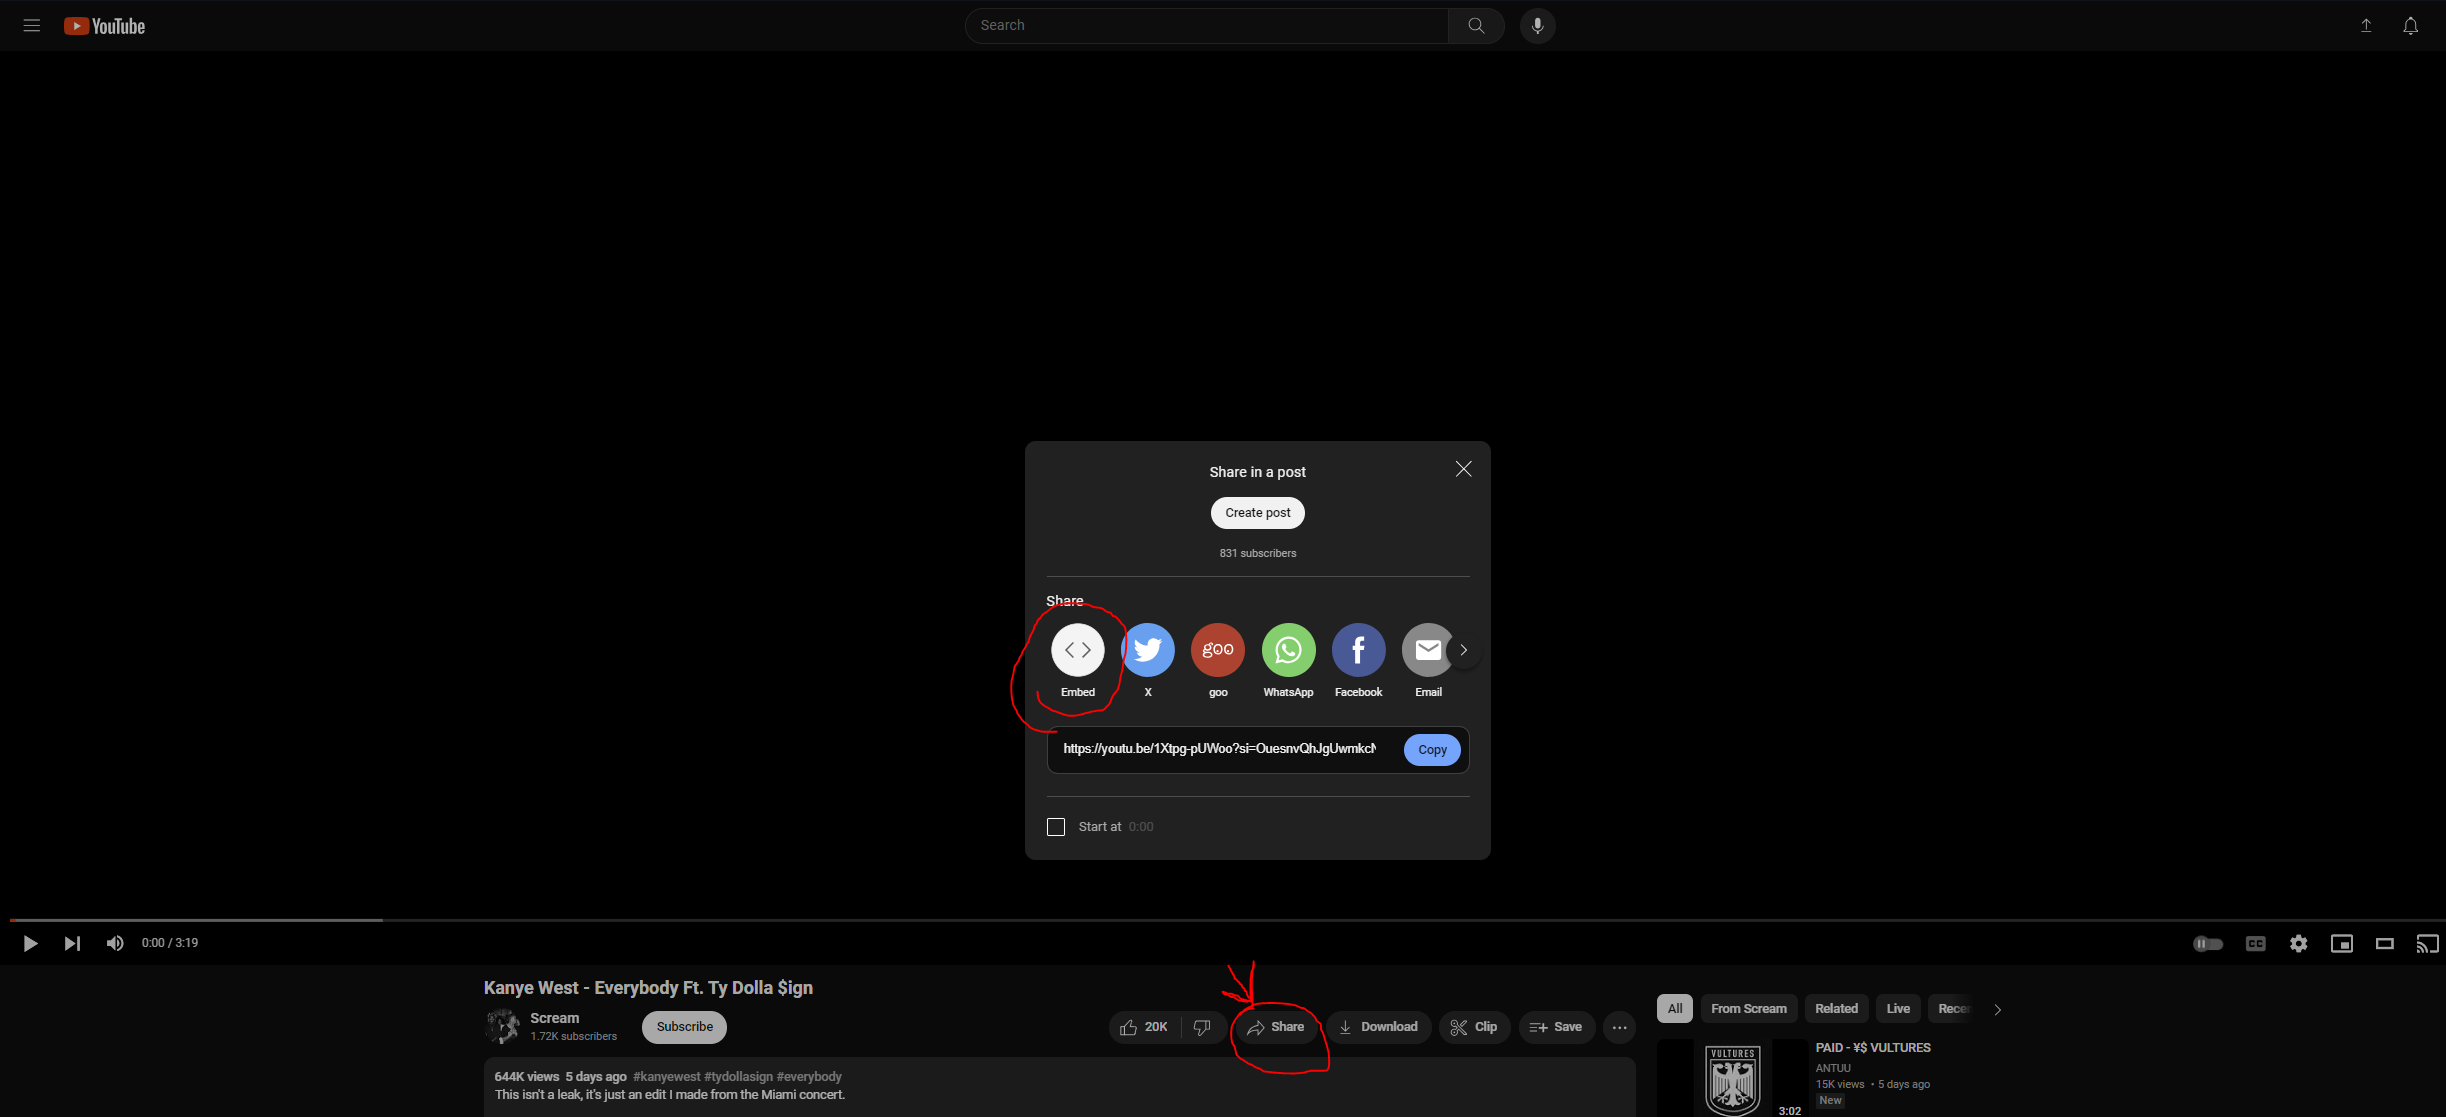 YouTube
Search
Share in a post
Create post
831 subscribers
Share
goo
Embed
X
goo
WhatsApp
Facebook
Email
https://youtu.be/1Xtpg-pUWoo?si=OuesnvQhJgUwmkcN
Copy
Start at 0:00
0:00 / 3:19
CC
Kanye West - Everybody Ft. Ty Dolla $ign
Scream
1.72K subscribers
Subscribe
20K
Share
Download
Clip
Save
644K views 5 days ago #kanyewest #tydollasign #everybody
This isn't a leak, it's just an edit I made from the Miami concert.
All
From Scream
Related
Live
Recen
VULTURES
3:02
PAID - ¥$ VULTURES
ANTUU
15K views • 5 days ago
New